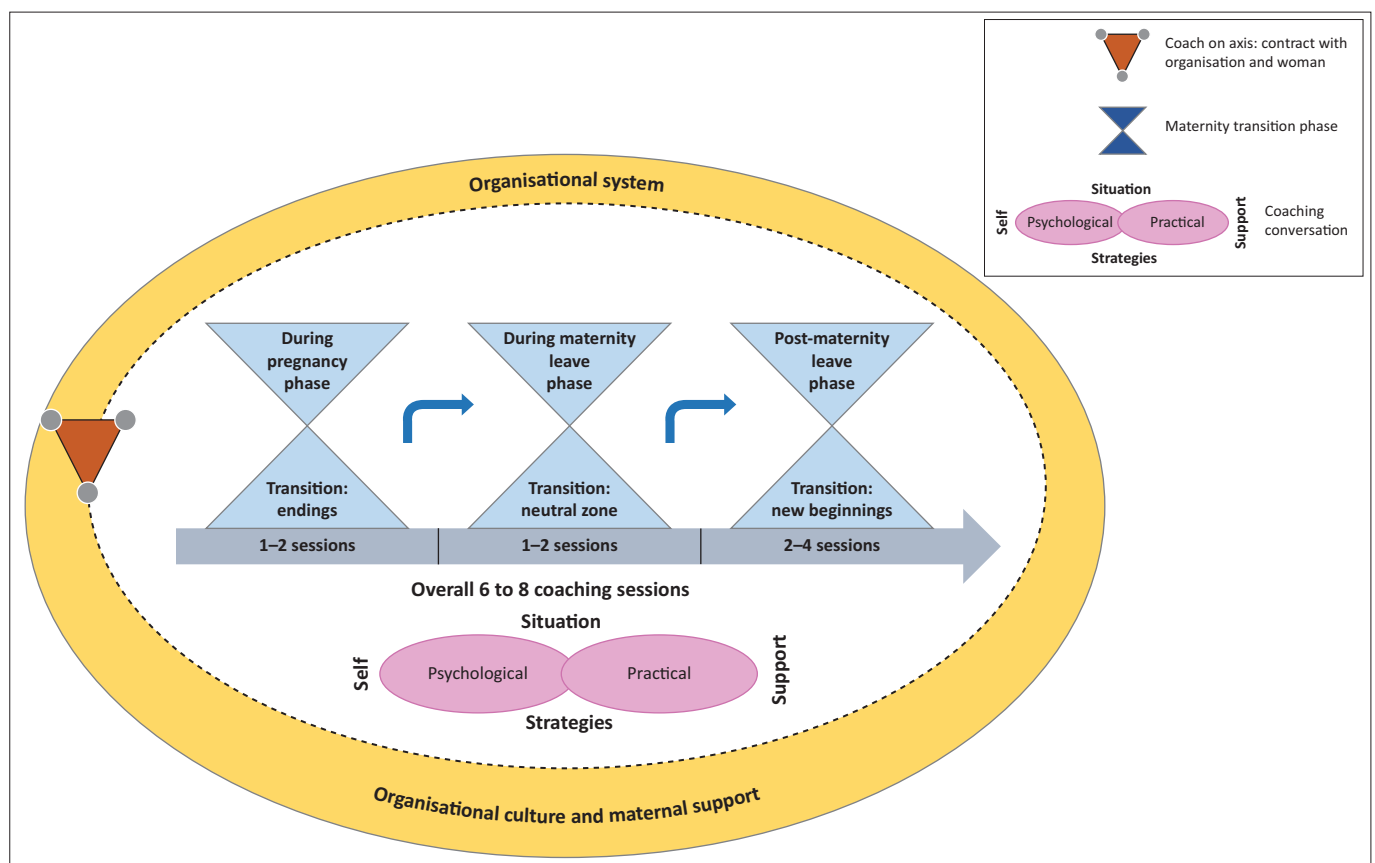 Coach on axis: contract with
organisation and woman
Maternity transition phase
Situation
Self
Psychological
Practical
Support
Coaching
conversation
Strategies
Organisational system
During
pregnancy
phase
During maternity
leave
phase
Post-maternity
leave
phase
Transition:
endings
Transition:
neutral zone
Transition:
new beginnings
1–2 sessions
1–2 sessions
2–4 sessions
Overall 6 to 8 coaching sessions
Situation
Self
Psychological
Practical
Support
Strategies
Organisational culture and maternal support